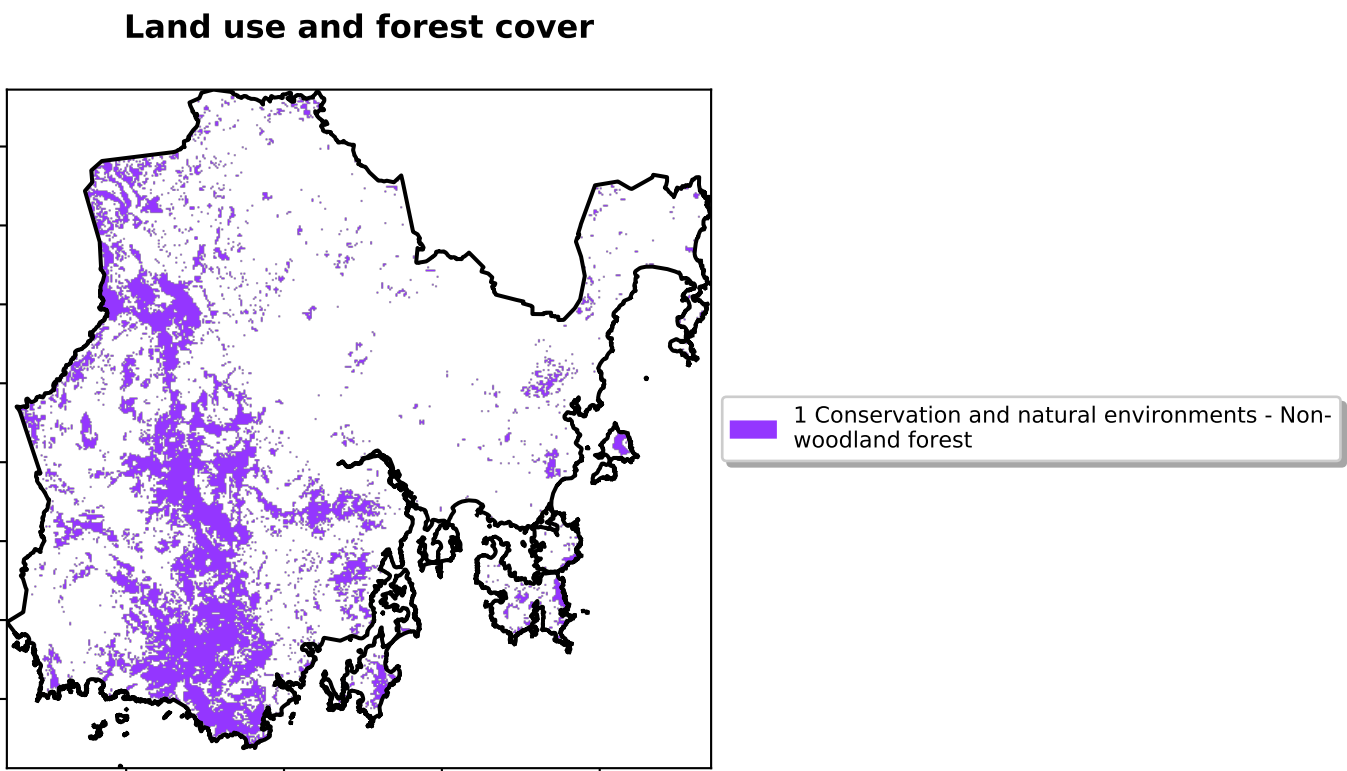 Land use and forest cover
1 Conservation and natural environments - Non-
woodland forest